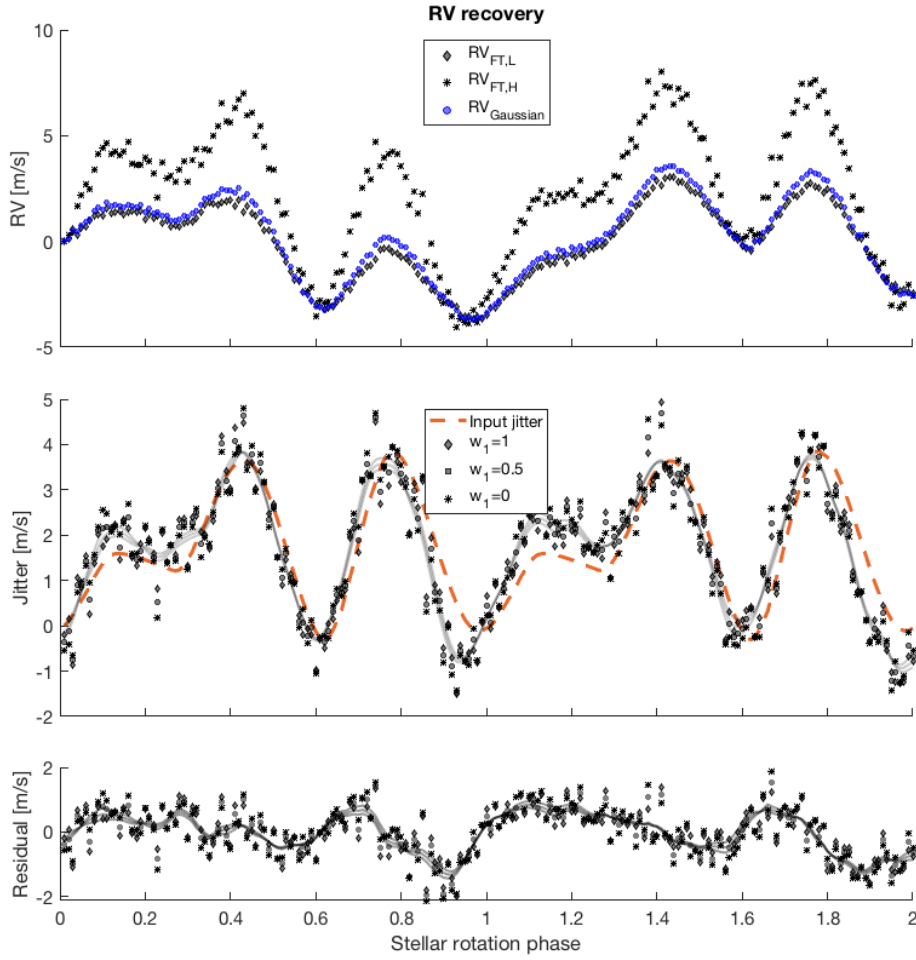 RV recovery
10
5
0
-5
RV [m/s]
RV_FT,L
RV_FT,H
RV_Gaussian
5
4
3
2
1
0
-1
-2
Jitter [m/s]
Input jitter
w_1=1
w_1=0.5
w_1=0
2
0
-2
Residual [m/s]
0 0.2 0.4 0.6 0.8 1 1.2 1.4 1.6 1.8 2
Stellar rotation phase